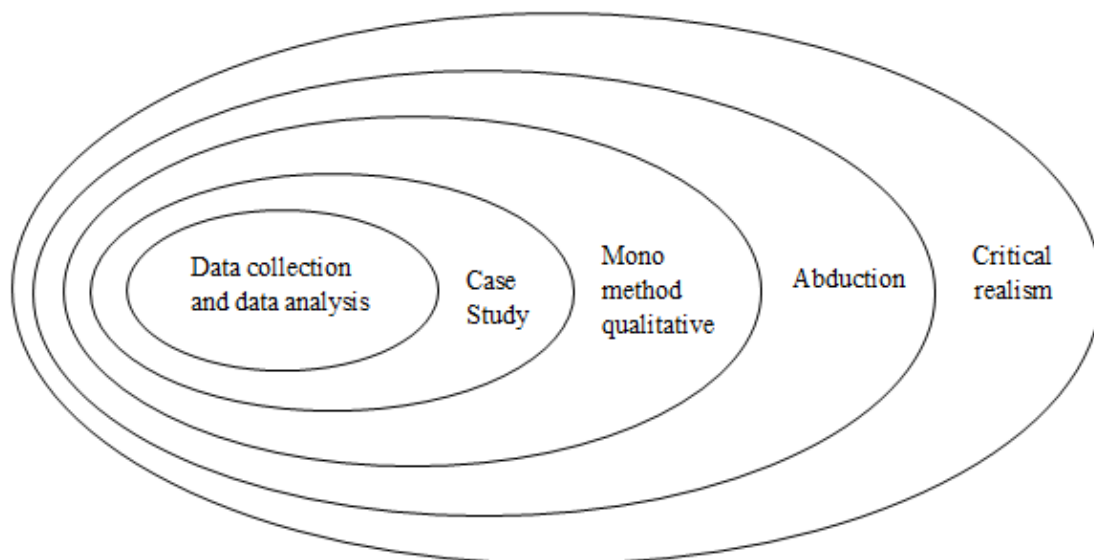 Data collection
and data analysis
Case
Study
Mono
method
qualitative
Abduction
Critical
realism